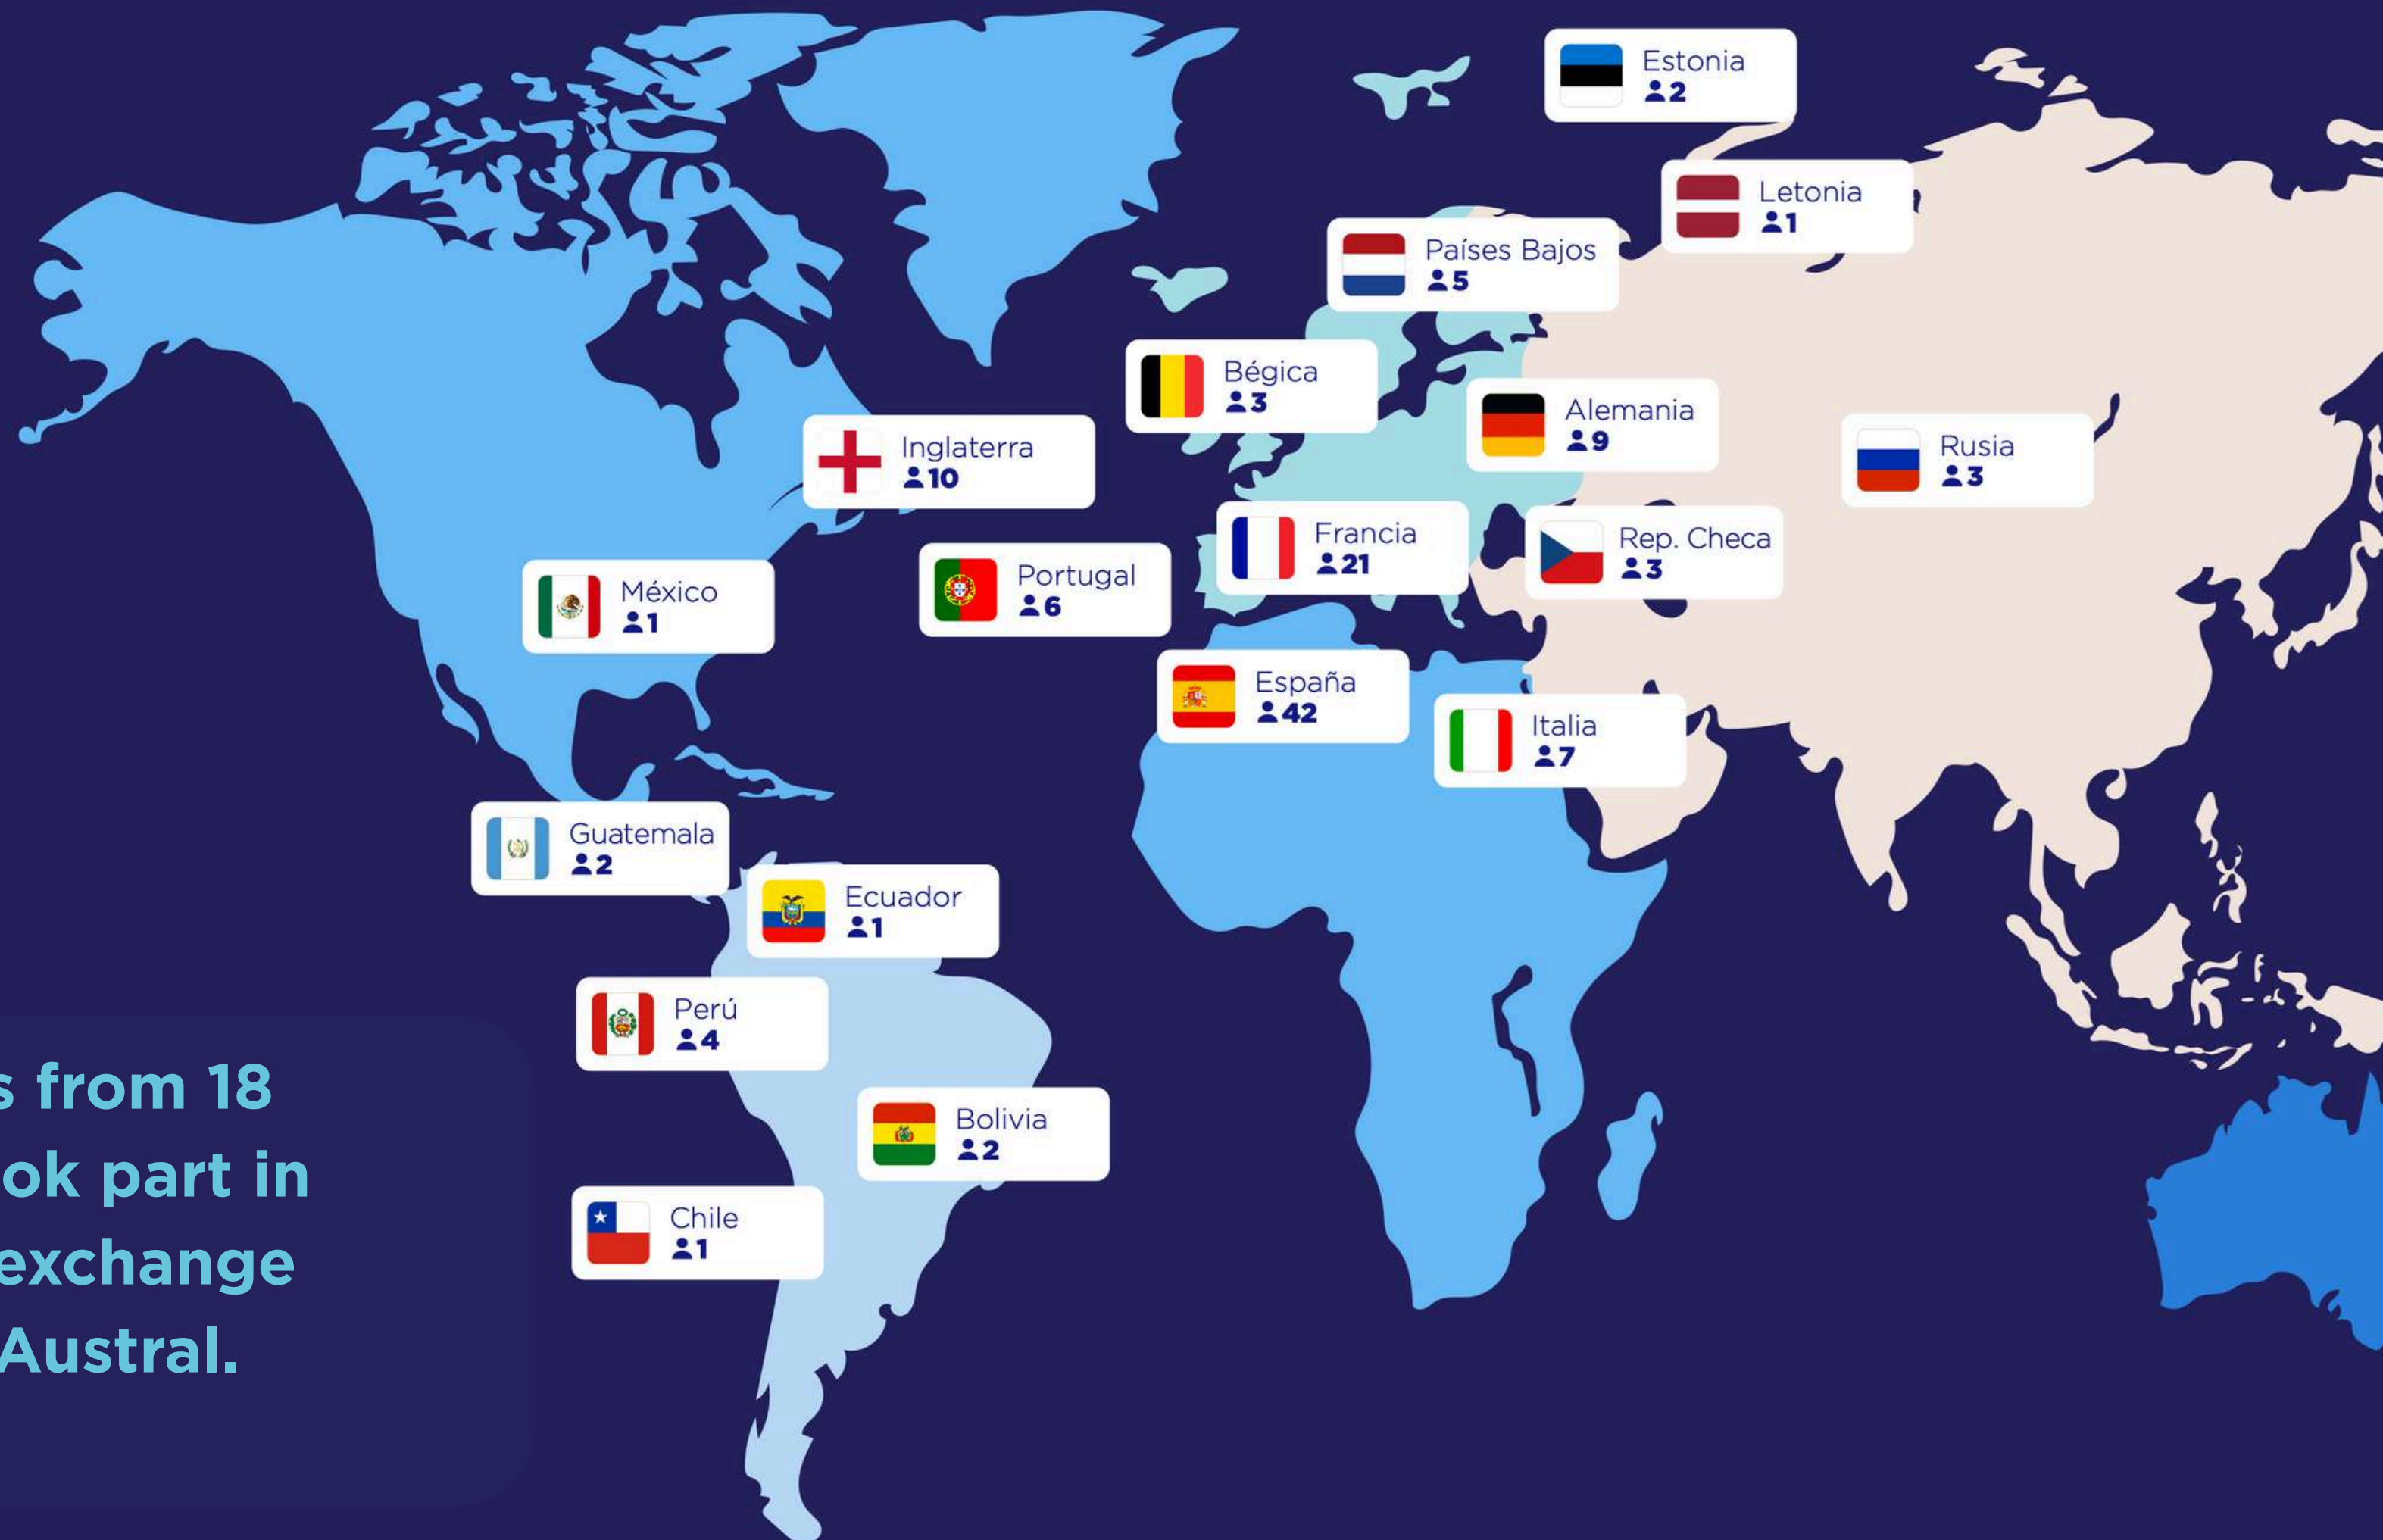 Estonia
2
Letonia
1
Países Bajos
5
Bégica
3
Alemania
9
Inglaterra
10
Rusia
3
Francia
21
Rep. Checa
3
Portugal
6
México
1
España
42
Italia
7
Guatemala
2
Ecuador
1
Perú
4
Bolivia
2
Chile
1
s from 18
ok part in
exchange
Austral.